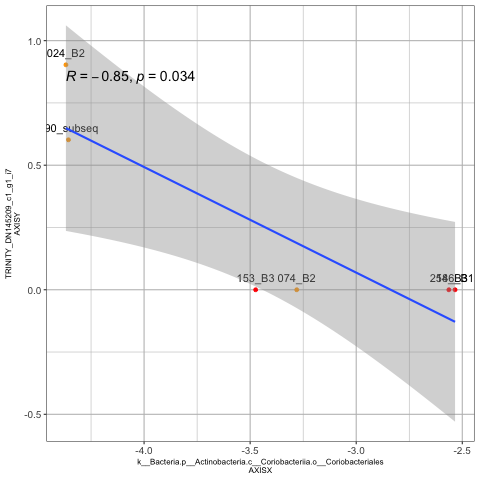 1.0
024_B2
R = −0.85, p = 0.034
90_subseq
0.5
TRINITY_DN145209_c1_g1_i7
AXISY
153_B3 074_B2
0.0
-0.5
-4.0 -3.5 -3.0 -2.5
k__Bacteria.p__Actinobacteria.c__Coriobacteriia.o__Coriobacteriales
AXISX